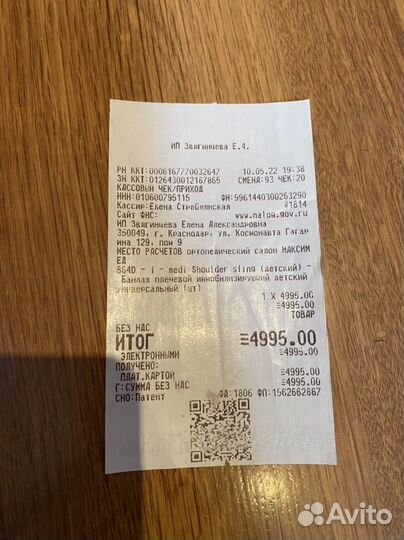 ИП Звягинцева Е.А.
РН ККТ:0006167770032647 10.05.22 19:38
ЗН ККТ:0126430012187865 СМЕНА:93 ЧЕК:20
КАССОВЫЙ ЧЕК/ПРИХОД
ИНН:010600795115 ФН:9961440300263290
Кассир:Елена Стреблянская #1814
Сайт ФНС: www.nalog.gov.ru
ИП Звягинцева Елена Александровна
350049, г. Краснодар, ул. Космонавта Гагар
ина 129, пом 9
МЕСТО РАСЧЕТОВ ортопедический салон МАКСИМ
ЕД
864D - i - medi Shoulder sling (детский) -
Бандаж плечевой иммобилизирующий детский
универсальный (шт)
1 X 4995.00
≡4995.00
ТОВАР
БЕЗ НДС
ИТОГ ≡4995.00
ЭЛЕКТРОННЫМИ ≡4995.00
ПОЛУЧЕНО:
ПЛАТ.КАРТОЙ ≡4995.00
Г:СУММА БЕЗ НДС ≡4995.00
СНО:Патент ФД:1806 ФП:1562662867
Avito